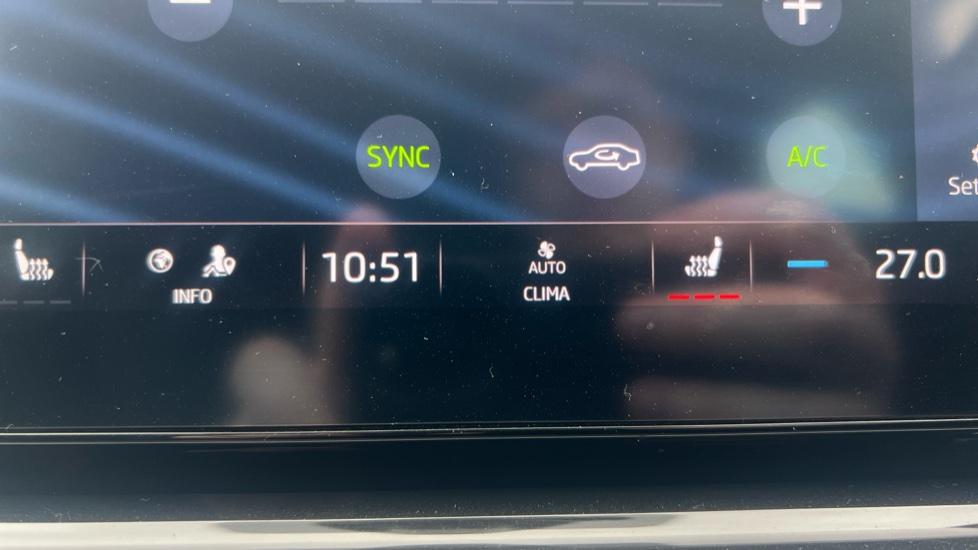 SYNC A/C
Set
INFO 10:51 AUTO 27.0
CLIMA